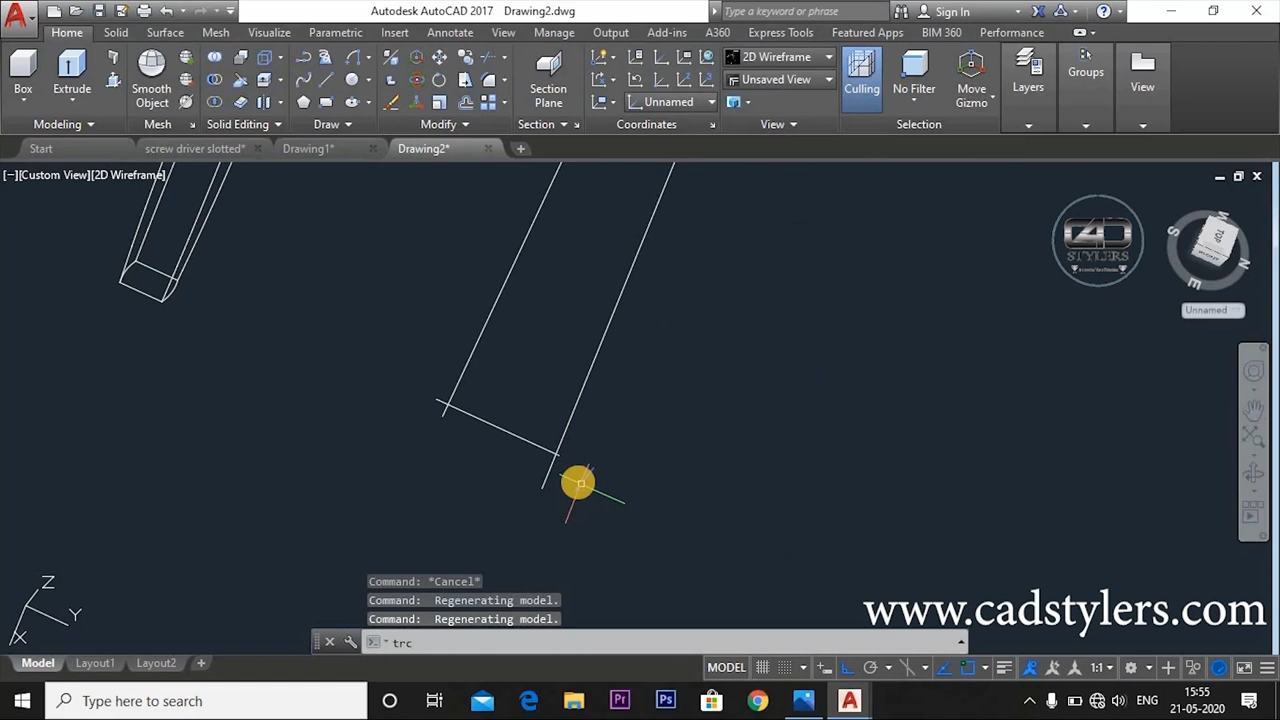 Autodesk AutoCAD 2017 Drawing2.dwg
Type a keyword or phrase
Sign In
Home Solid Surface Mesh Visualize Parametric Insert Annotate View Manage Output Add-ins A360 Express Tools Featured Apps BIM 360 Performance
2D Wireframe
Unsaved View
Unnamed
Box Extrude Smooth Object Section Plane Culling No Filter Move Gizmo Layers Groups View
Modeling Mesh Solid Editing Draw Modify Section Coordinates View Selection
Start screw driver slotted* Drawing1* Drawing2*
[−][Custom View][2D Wireframe]
CAD
STYLERS
S W TOP N E
Unnamed
Z
Y
X
Command: *Cancel*
Command: Regenerating model.
Command: Regenerating model.
trc
www.cadstylers.com
Model Layout1 Layout2
MODEL 1:1
Type here to search
Pr Ps
ENG
15:55
21-05-2020